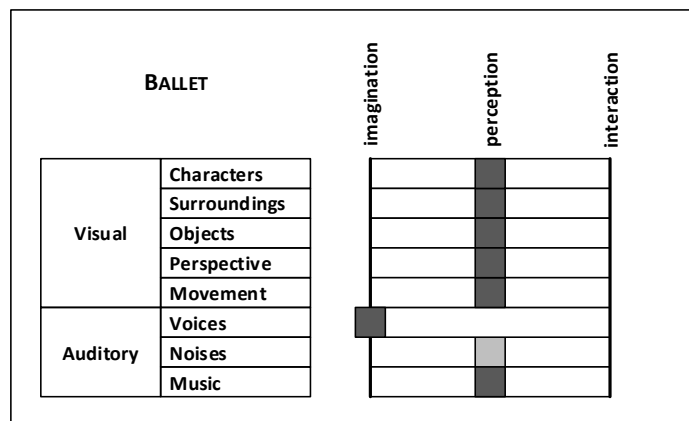 BALLET
imagination
perception
interaction
Visual
Characters
Surroundings
Objects
Perspective
Movement
Auditory
Voices
Noises
Music